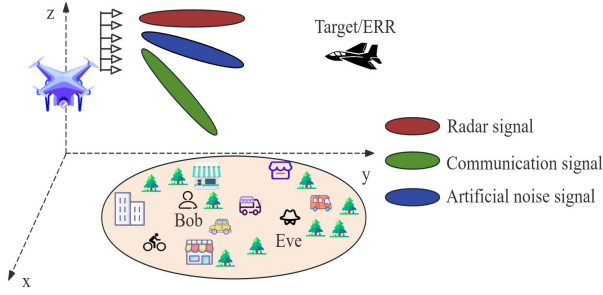 z
Target/ERR
Radar signal
Communication signal
Artificial noise signal
y
Bob
Eve
x